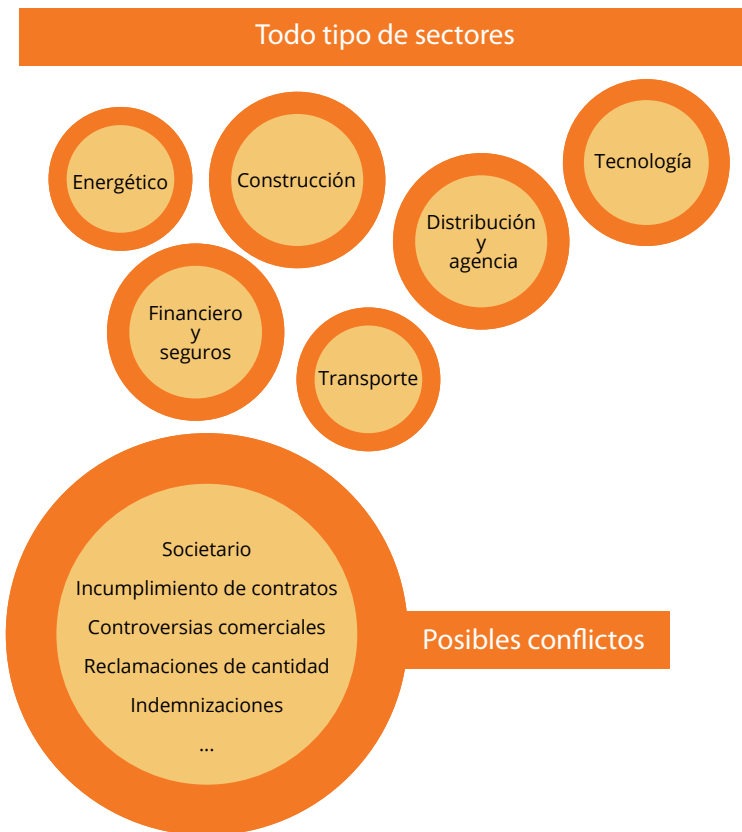 Todo tipo de sectores
Energético
Construcción
Tecnología
Distribución
y
agencia
Financiero
y
seguros
Transporte
Societario
Incumplimiento de contratos
Controversias comerciales
Reclamaciones de cantidad
Indemnizaciones
...
Posibles conflictos